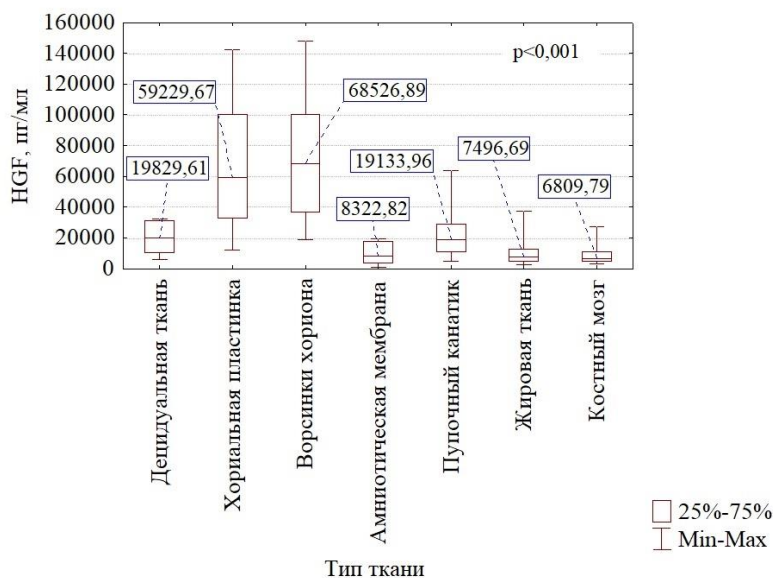 160000
140000
120000
100000
80000
60000
40000
20000
0
HGF, пг/мл
p<0,001
59229,67
68526,89
19829,61
19133,96
7496,69
8322,82
6809,79
Децидуальная ткань
Хориальная пластинка
Ворсинки хориона
Амниотическая мембрана
Пупочный канатик
Жировая ткань
Костный мозг
Тип ткани
25%-75%
Min-Max